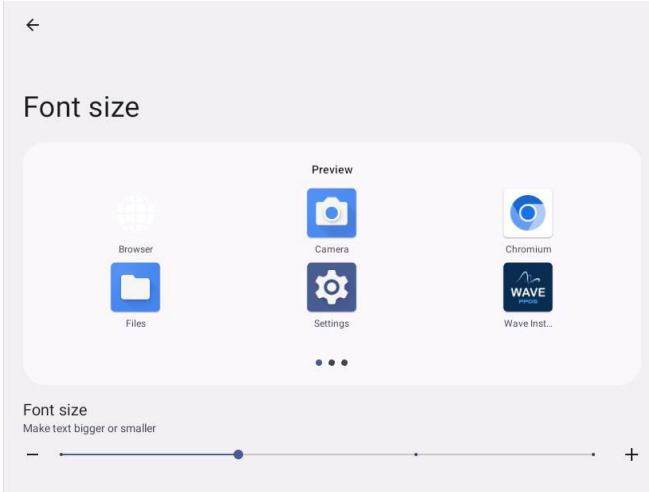 Font size
Preview
Browser
Camera
Chromium
WAVE
PPOS
Files
Settings
Wave Inst...
Font size
Make text bigger or smaller